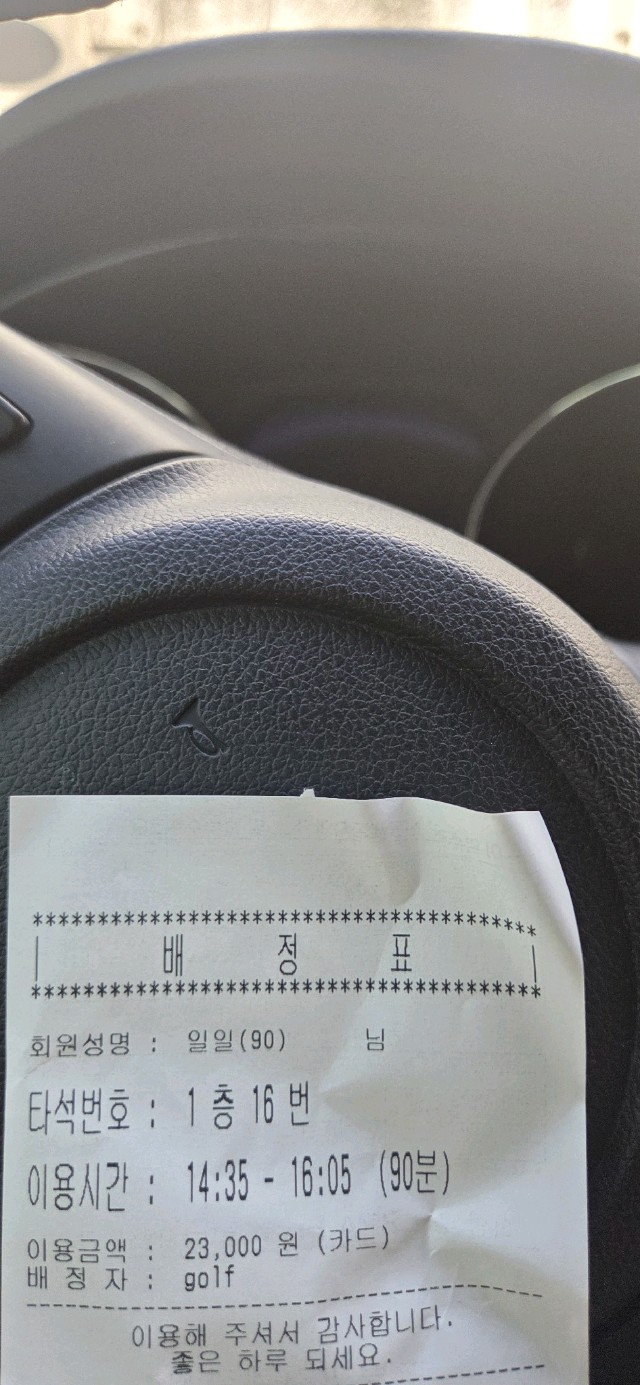 ************************************
| 배 정 표 |
************************************
회원성명 : 일일(90) 님
타석번호 : 1 층 16 번
이용시간 : 14:35 - 16:05 (90분)
이용금액 : 23,000 원 (카드)
배 정 자 : golf
이용해 주셔서 감사합니다.
좋은 하루 되세요.